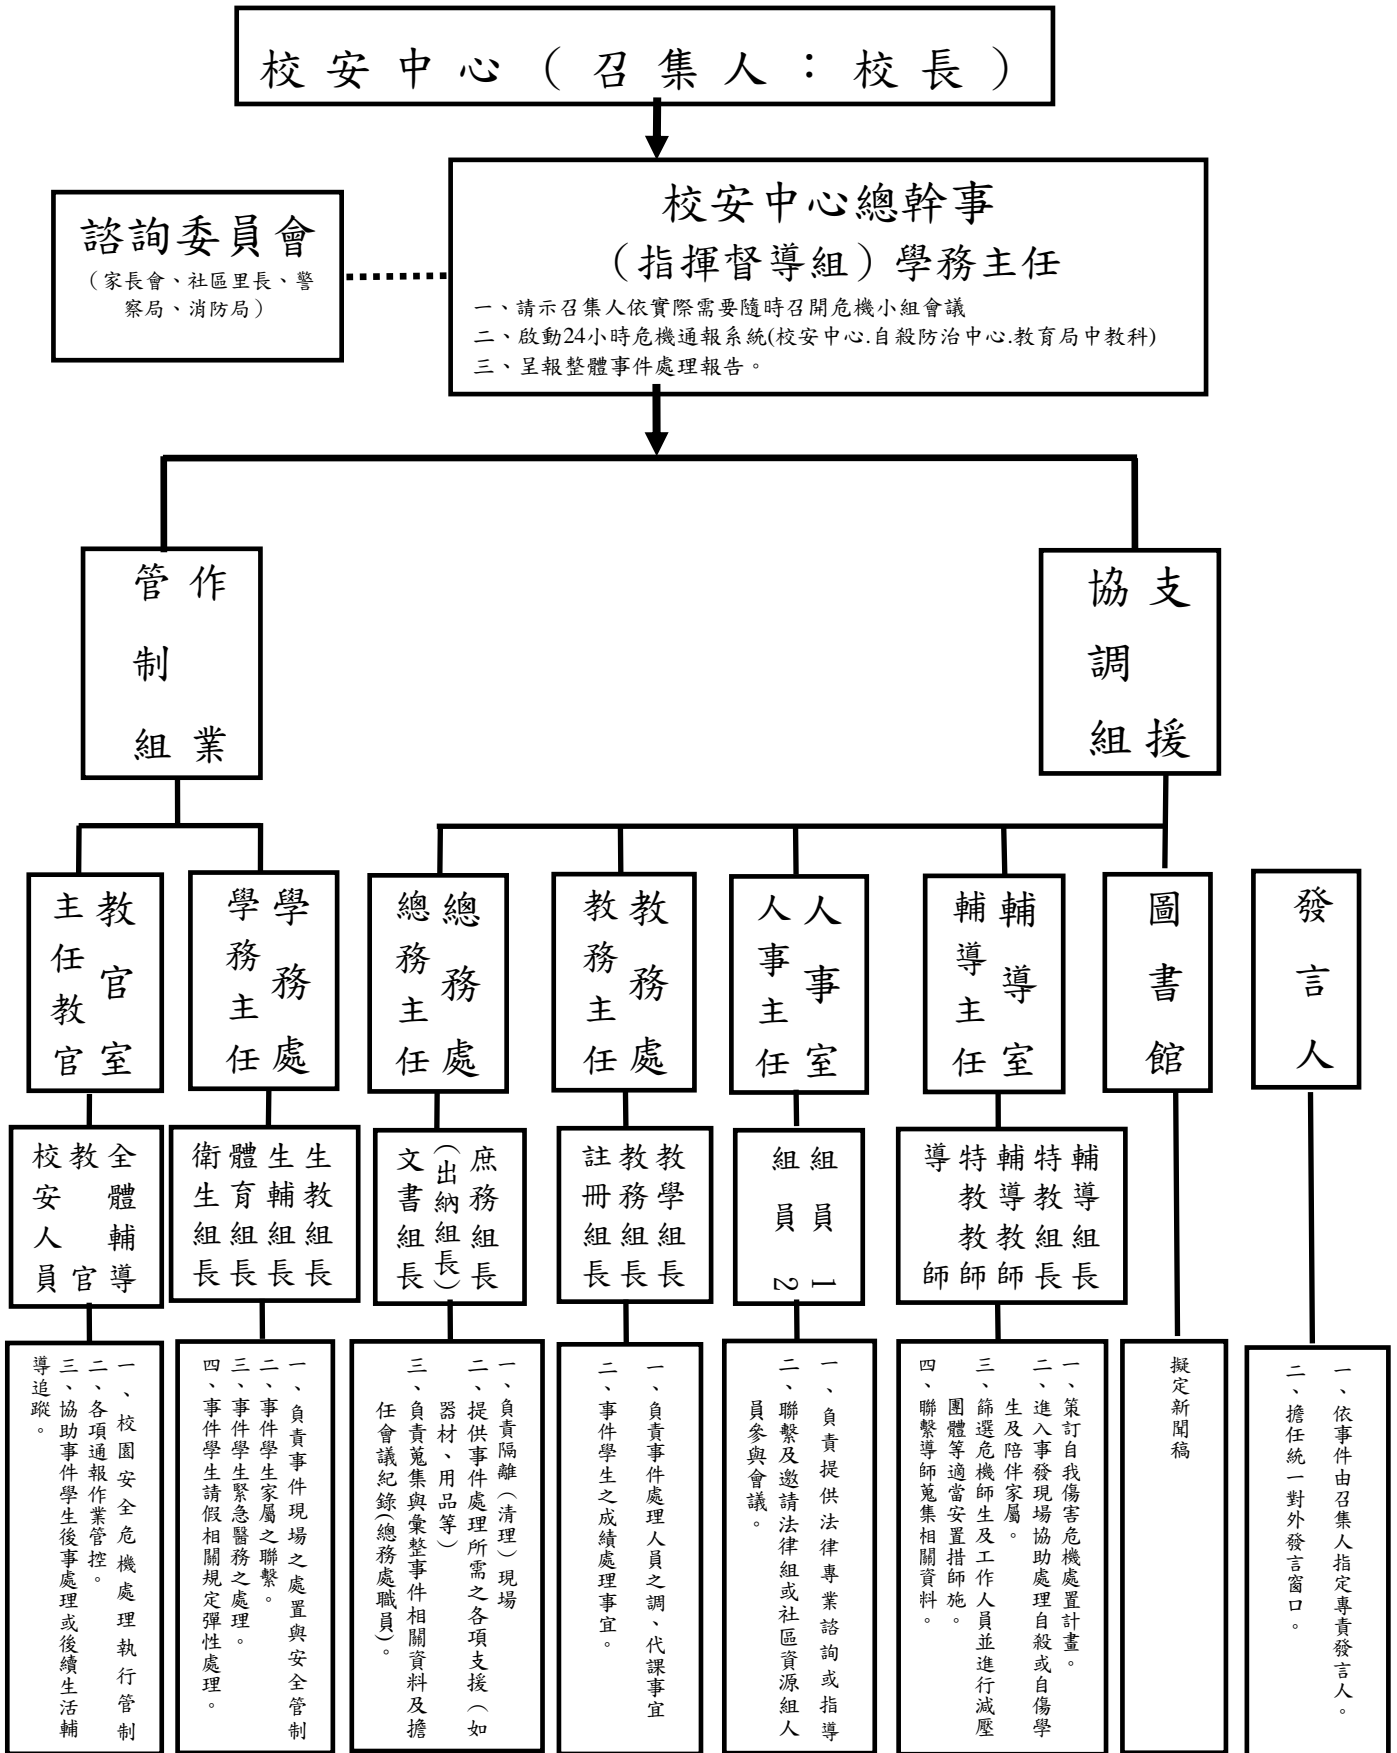 校安中心（召集人：校長）
諮詢委員會
（家長會、社區里長、警
察局、消防局）
校安中心總幹事
（指揮督導組）學務主任
一、請示召集人依實際需要隨時召開危機小組會議
二、啟動24小時危機通報系統(校安中心.自殺防治中心.教育局中教科)
三、呈報整體事件處理報告。
作業
管制組
支援
協調組
教官室
主任教官
學務處
學務主任
總務處
總務主任
教務處
教務主任
人事室
人事主任
輔導室
輔導主任
圖書館
發言人
全體輔導
教官
校安人員
生教組長
生輔組長
體育組長
衛生組長
庶務組長
(出納組長)
文書組長
教學組長
教務組長
註冊組長
組員1
組員2
輔導組長
特教組長
輔導教師
特教教師
導師
一、校園安全危機處理執行管制
二、各項通報作業管控。
三、協助事件學生後事處理或後續生活輔
導追蹤。
一、負責事件現場之處置與安全管制
二、事件學生家屬之聯繫。
三、事件學生緊急醫務之處理。
四、事件學生請假相關規定彈性處理。
一、負責隔離（清理）現場
二、提供事件處理所需之各項支援（如
器材、用品等）
三、負責蒐集與彙整事件相關資料及擔
任會議紀錄(總務處職員)。
一、負責事件處理人員之調、代課事宜
二、事件學生之成績處理事宜。
一、負責提供法律專業諮詢或指導
二、聯繫及邀請法律組或社區資源組人
員參與會議。
一、策訂自我傷害危機處置計畫。
二、進入事發現場協助處理自殺或自傷學
生及陪伴家屬。
三、篩選危機師生及工作人員並進行減壓
團體等適當安置措師施。
四、聯繫導師蒐集相關資料。
擬定新聞稿
一、依事件由召集人指定專責發言人。
二、擔任統一對外發言窗口。